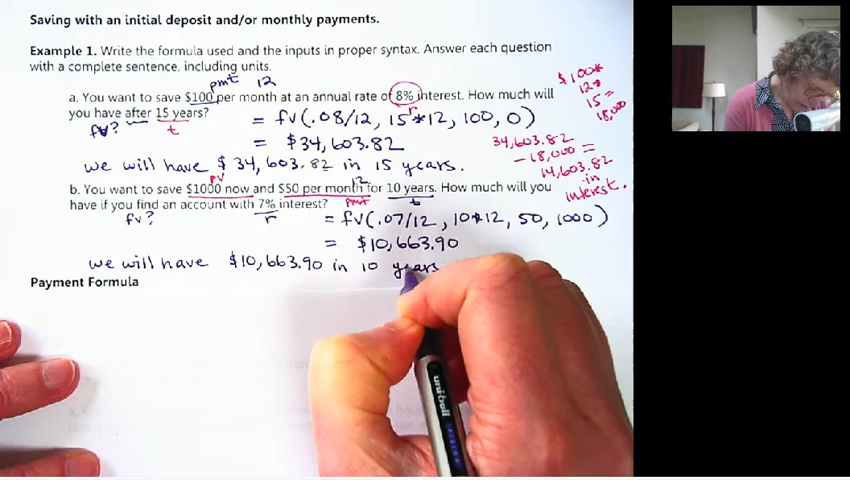 Saving with an initial deposit and/or monthly payments.
Example 1. Write the formula used and the inputs in proper syntax. Answer each question
with a complete sentence, including units.
pmt 12
a. You want to save $100 per month at an annual rate of 8% interest. How much will
r
you have after 15 years?
fv? t
= fv(.08/12, 15*12, 100, 0)
= $34,603.82
we will have $34,603.82 in 15 years.
$100*
12*
15=
18,000
34,603.82
-18,000 =
14,603.82
in
interest.
pv 12
b. You want to save $1000 now and $50 per month for 10 years. How much will you
pmt t
have if you find an account with 7% interest?
fv? r
= fv(.07/12, 10*12, 50, 1000)
= $10,663.90
we will have $10,663.90 in 10 years
Payment Formula
uniball